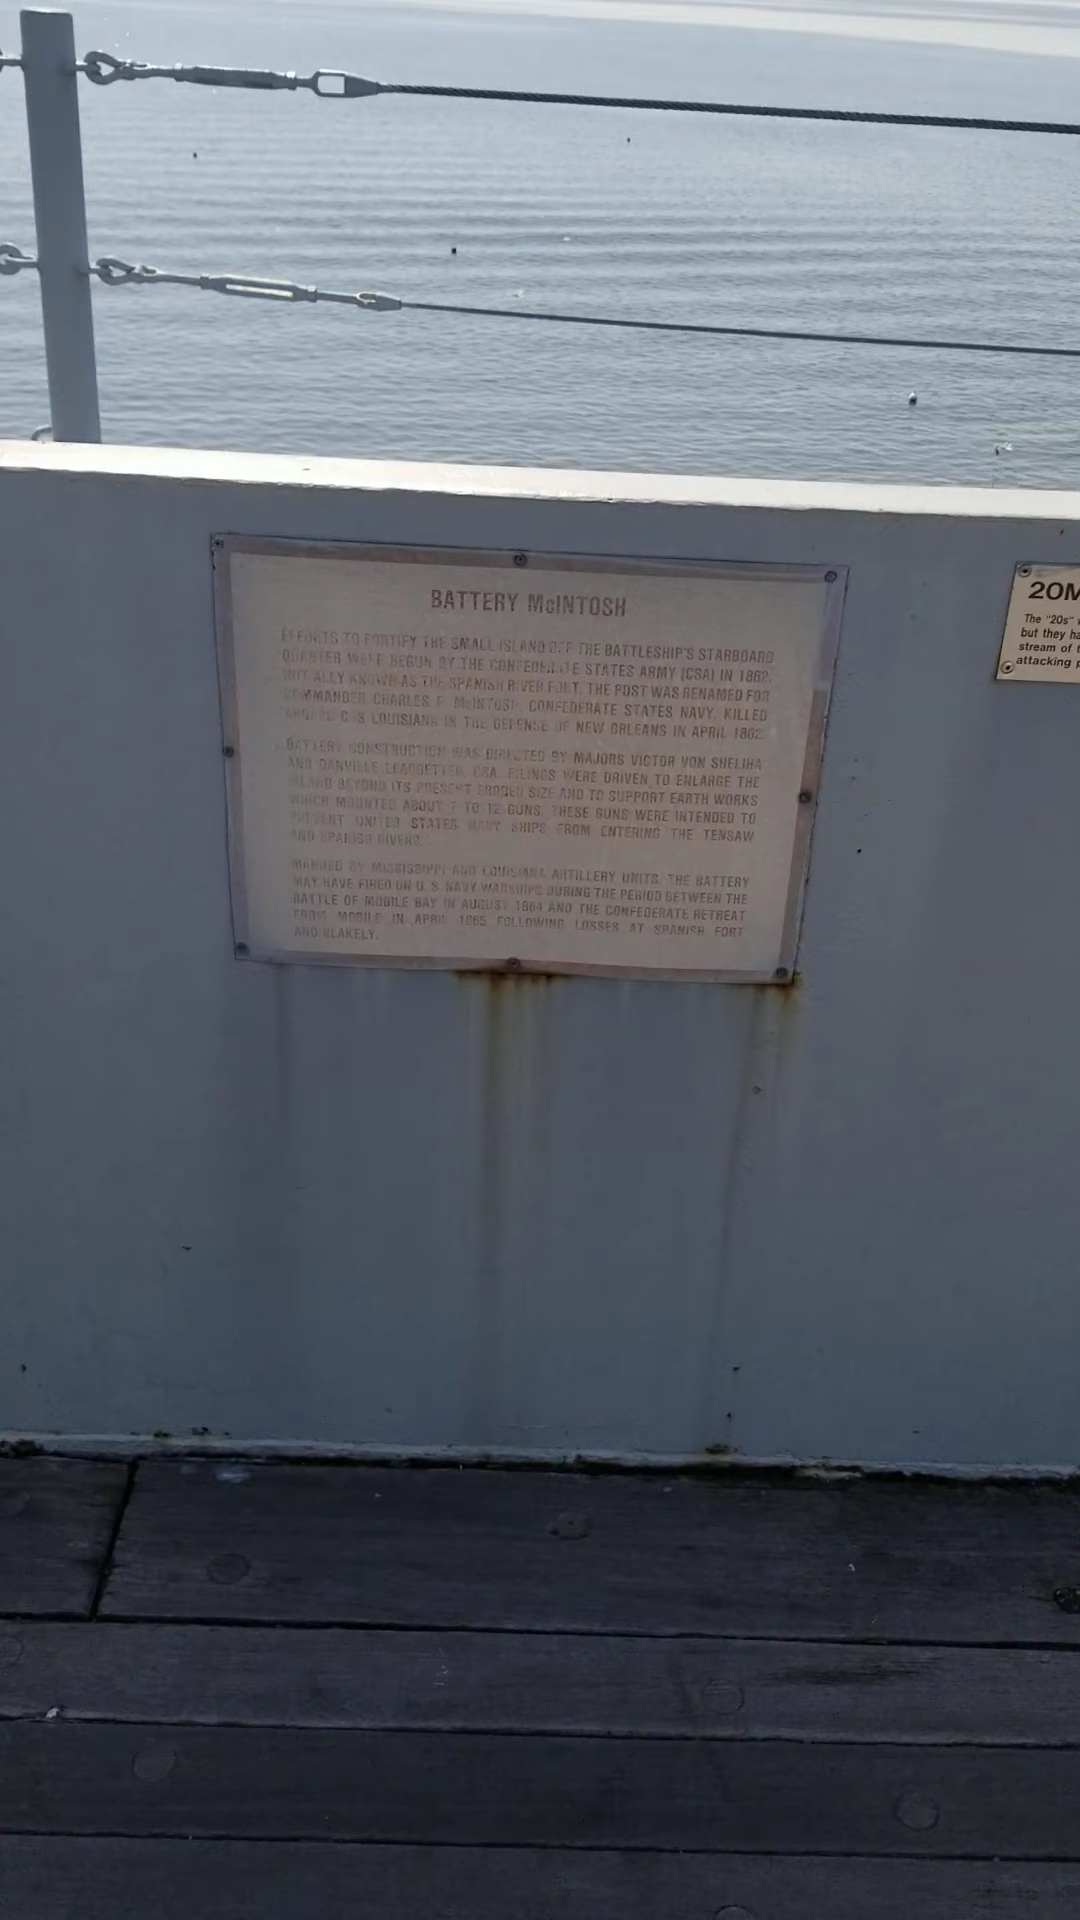 BATTERY McINTOSH
EFFORTS TO FORTIFY THE SMALL ISLAND OFF THE BATTLESHIP'S STARBOARD
QUARTER WERE BEGUN BY THE CONFEDERATE STATES ARMY (CSA) IN 1862.
KNOWN AS THE SPANISH RIVER FORT. THE POST WAS RENAMED FOR
COMMANDER CHARLES F. McINTOSH, CONFEDERATE STATES NAVY, KILLED
ABOARD C.S. LOUISIANA IN THE DEFENSE OF NEW ORLEANS IN APRIL 1862.
BATTERY CONSTRUCTION WAS DIRECTED BY MAJORS VICTOR VON SHELIHA
AND DANVILLE LEADBETTER, CSA. PILINGS WERE DRIVEN TO ENLARGE THE
ISLAND BEYOND ITS PRESENT ERODED SIZE AND TO SUPPORT EARTH WORKS
WHICH MOUNTED ABOUT 7 TO 12 GUNS. THESE GUNS WERE INTENDED TO
PREVENT UNITED STATES NAVY SHIPS FROM ENTERING THE TENSAW
AND SPANISH RIVERS.
MANNED BY MISSISSIPPI AND LOUISIANA ARTILLERY UNITS, THE BATTERY
MAY HAVE FIRED ON U.S. NAVY WARSHIPS DURING THE PERIOD BETWEEN THE
BATTLE OF MOBILE BAY IN AUGUST 1864 AND THE CONFEDERATE RETREAT
FROM MOBILE IN APRIL 1865 FOLLOWING LOSSES AT SPANISH FORT
AND BLAKELY.
20M
The "20s"
but they ha
stream of t
attacking p